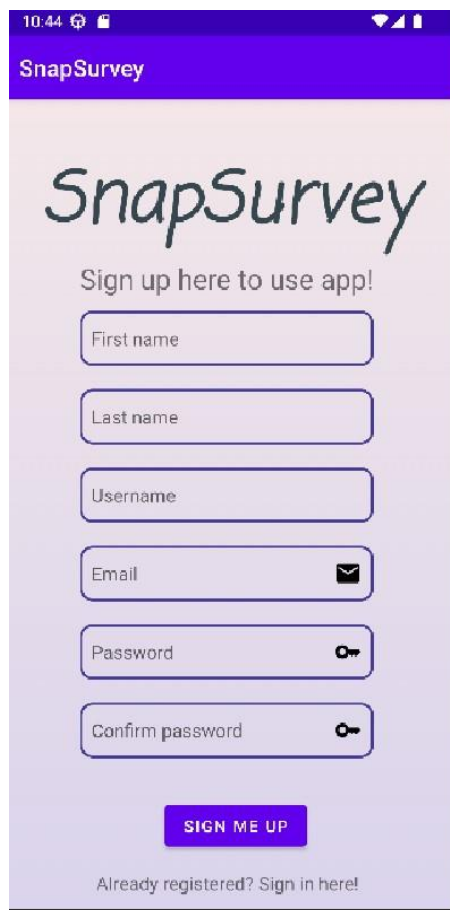 10:44
SnapSurvey
SnapSurvey
Sign up here to use app!
First name
Last name
Username
Email
Password
Confirm password
SIGN ME UP
Already registered? Sign in here!